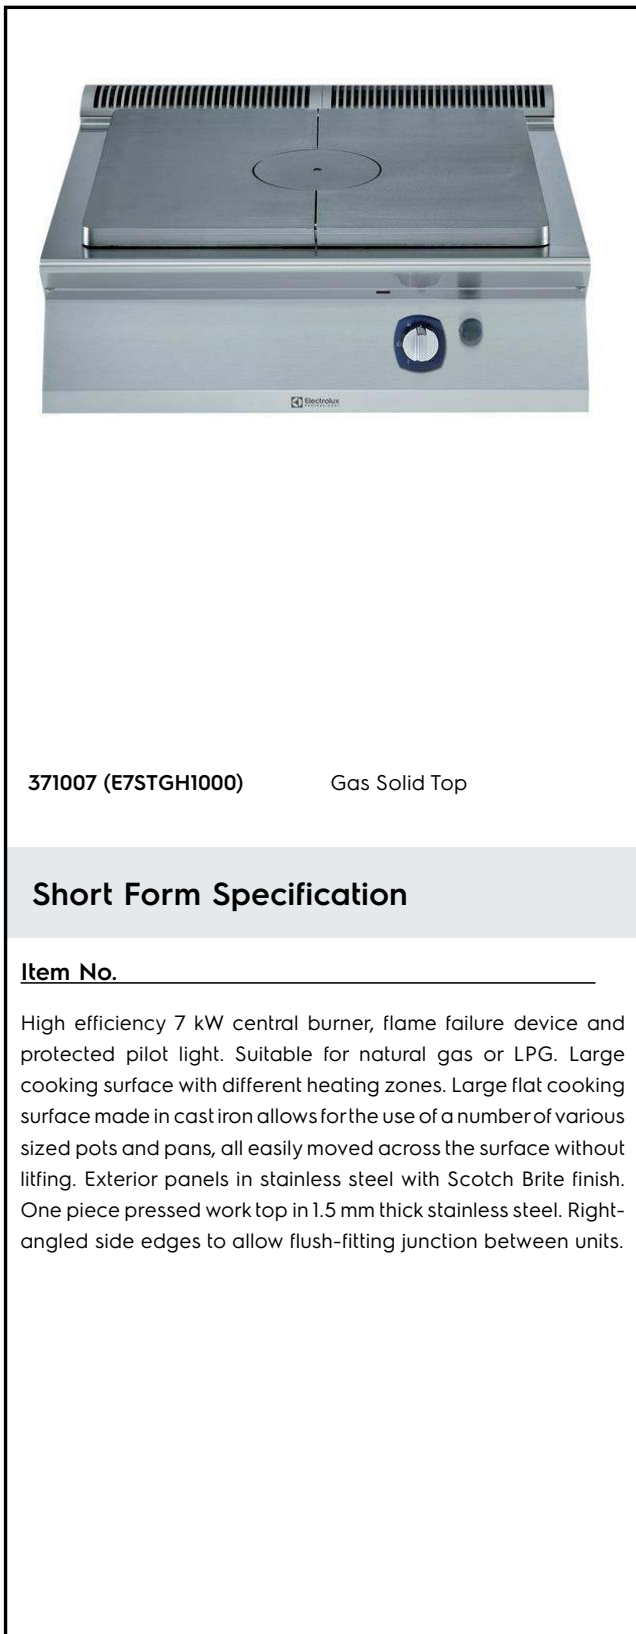 Electrolux
PROFESSIONAL
371007 (E7STGH1000) Gas Solid Top
Short Form Specification
Item No.
High efficiency 7 kW central burner, flame failure device and
protected pilot light. Suitable for natural gas or LPG. Large
cooking surface with different heating zones. Large flat cooking
surface made in cast iron allows for the use of a number of various
sized pots and pans, all easily moved across the surface without
litfing. Exterior panels in stainless steel with Scotch Brite finish.
One piece pressed work top in 1.5 mm thick stainless steel. Right-
angled side edges to allow flush-fitting junction between units.